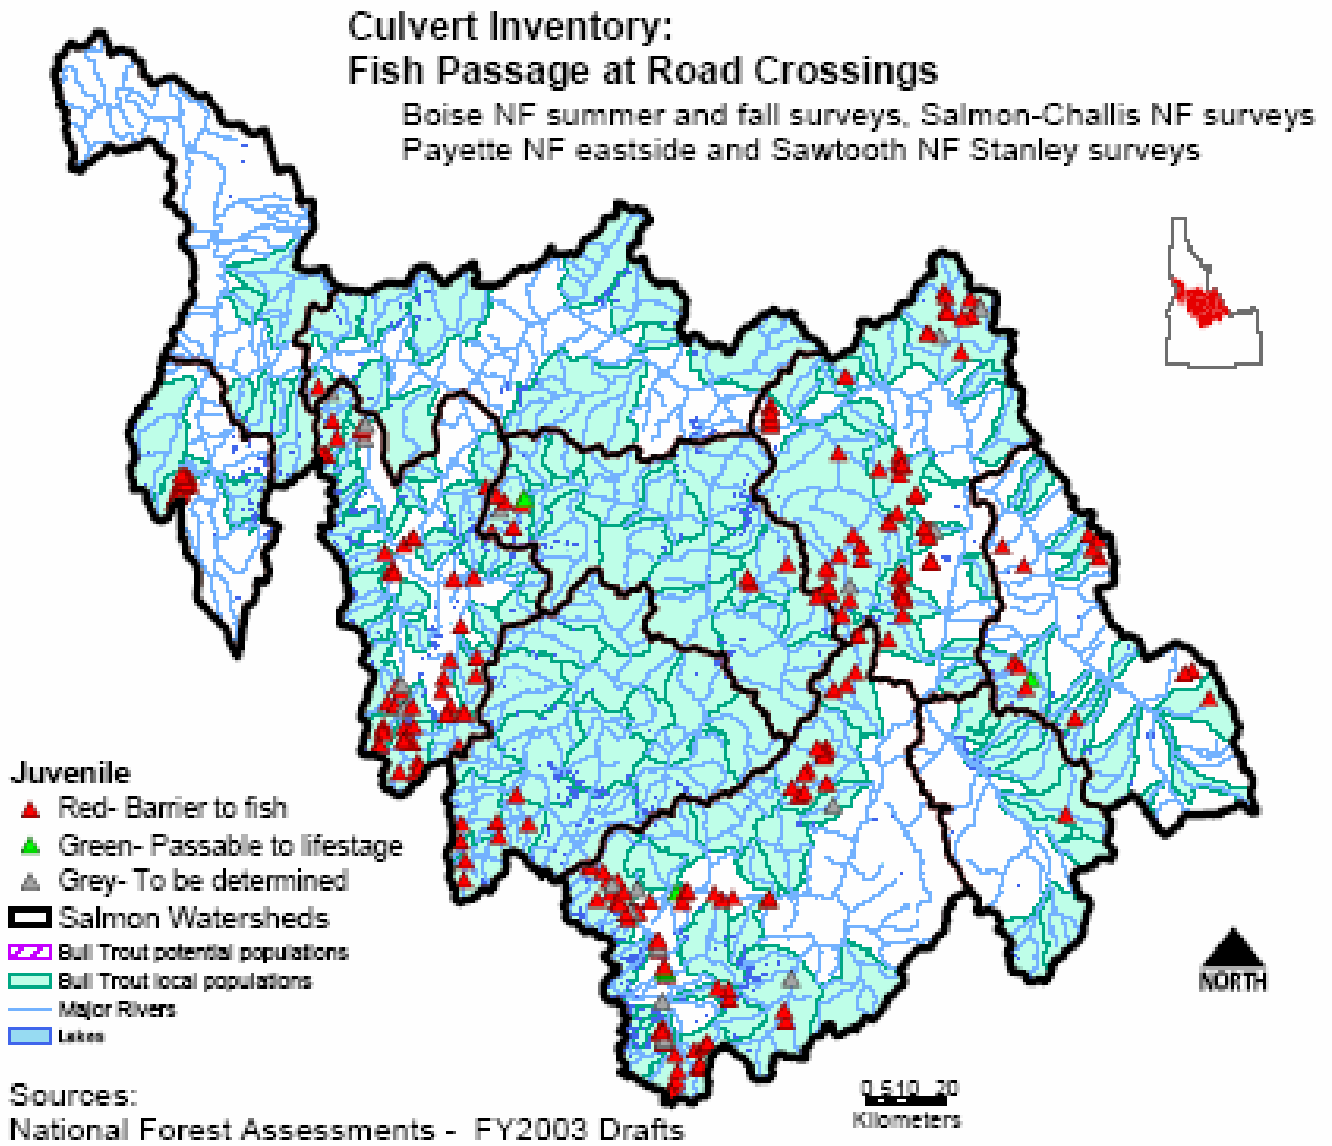 Culvert Inventory:
Fish Passage at Road Crossings
Boise NF summer and fall surveys, Salmon-Challis NF surveys
Payette NF eastside and Sawtooth NF Stanley surveys
Juvenile
Red- Barrier to fish
Green- Passable to lifestage
Grey- To be determined
Salmon Watersheds
Bull Trout potential populations
Bull Trout local populations
Major Rivers
Lakes
NORTH
0 510 20
Kilometers
Sources:
National Forest Assessments - FY2003 Drafts